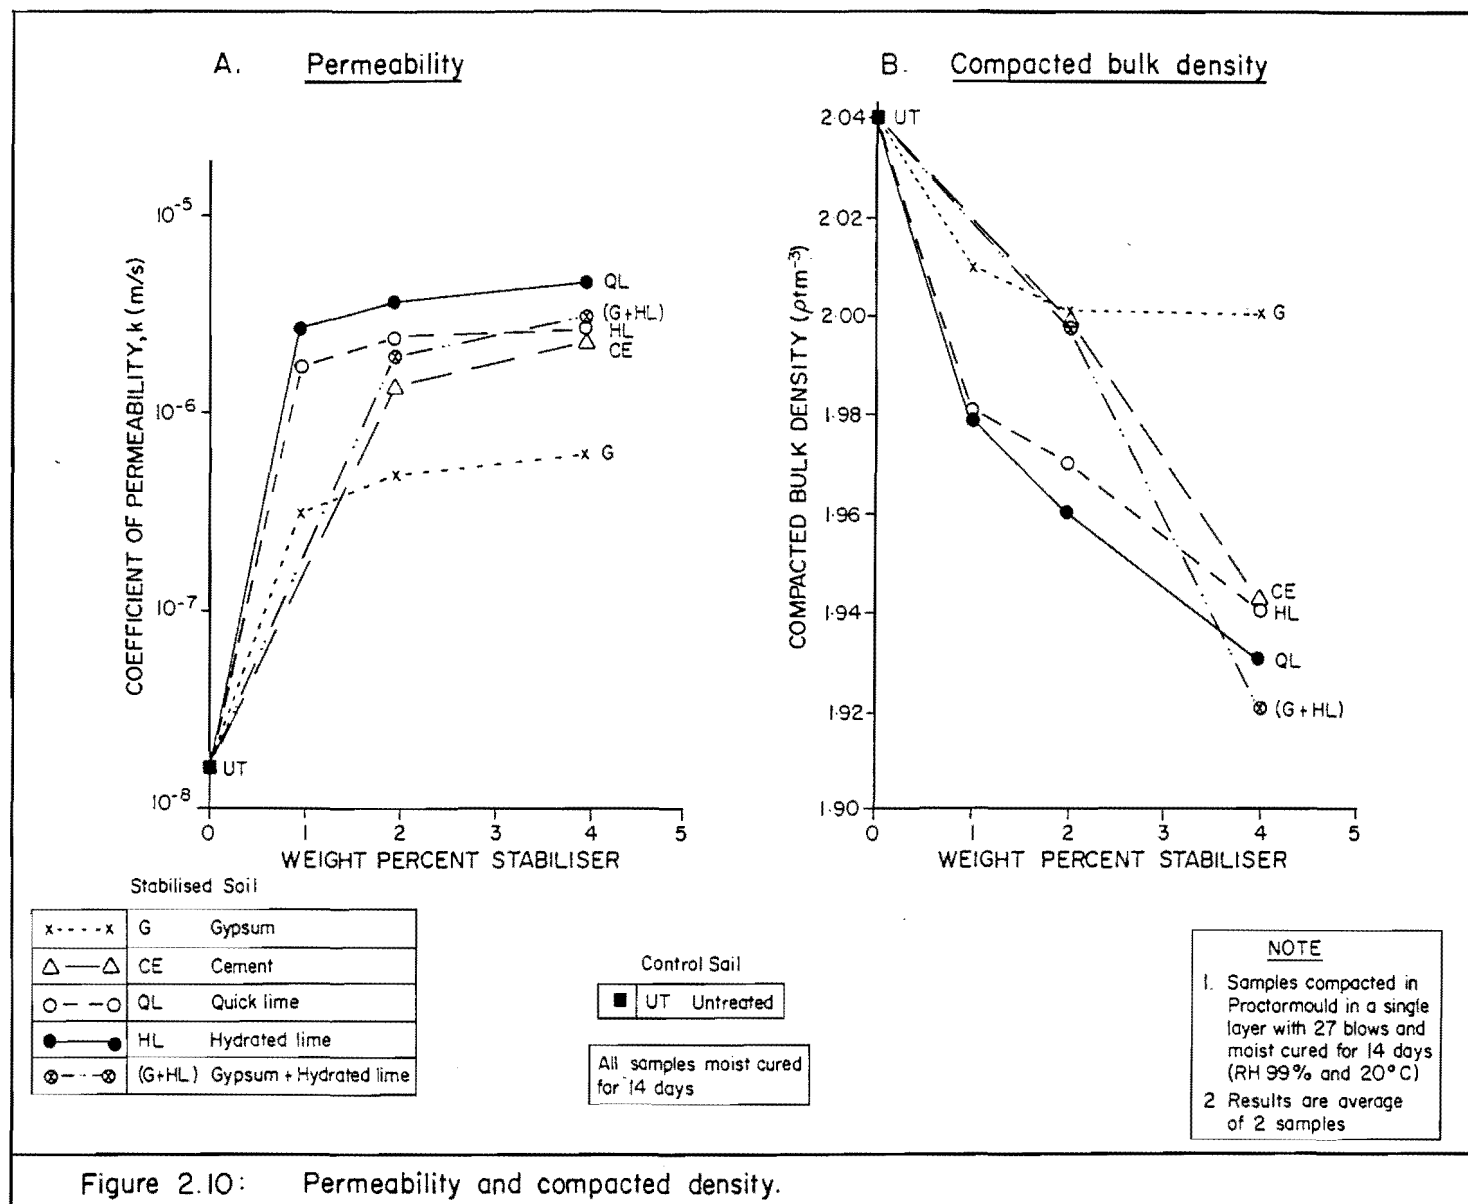 A. Permeability
10⁻⁵
10⁻⁶
10⁻⁷
10⁻⁸
COEFFICIENT OF PERMEABILITY, k (m/s)
QL
(G+HL)
HL
CE
G
UT
0 1 2 3 4 5
WEIGHT PERCENT STABILISER
B. Compacted bulk density
2·04
2·02
2·00
1·98
1·96
1·94
1·92
1·90
COMPACTED BULK DENSITY (ρtm⁻³)
UT
G
CE
HL
QL
(G+HL)
0 1 2 3 4 5
WEIGHT PERCENT STABILISER
Stabilised Soil
G Gypsum
CE Cement
QL Quick lime
HL Hydrated lime
(G+HL) Gypsum + Hydrated lime
Control Sail
UT Untreated
All samples moist cured
for 14 days
NOTE
1. Samples compacted in
Proctarmould in a single
layer with 27 blows and
moist cured for 14 days
(RH 99% and 20°C)
2 Results are average
of 2 samples
Figure 2.10: Permeability and compacted density.